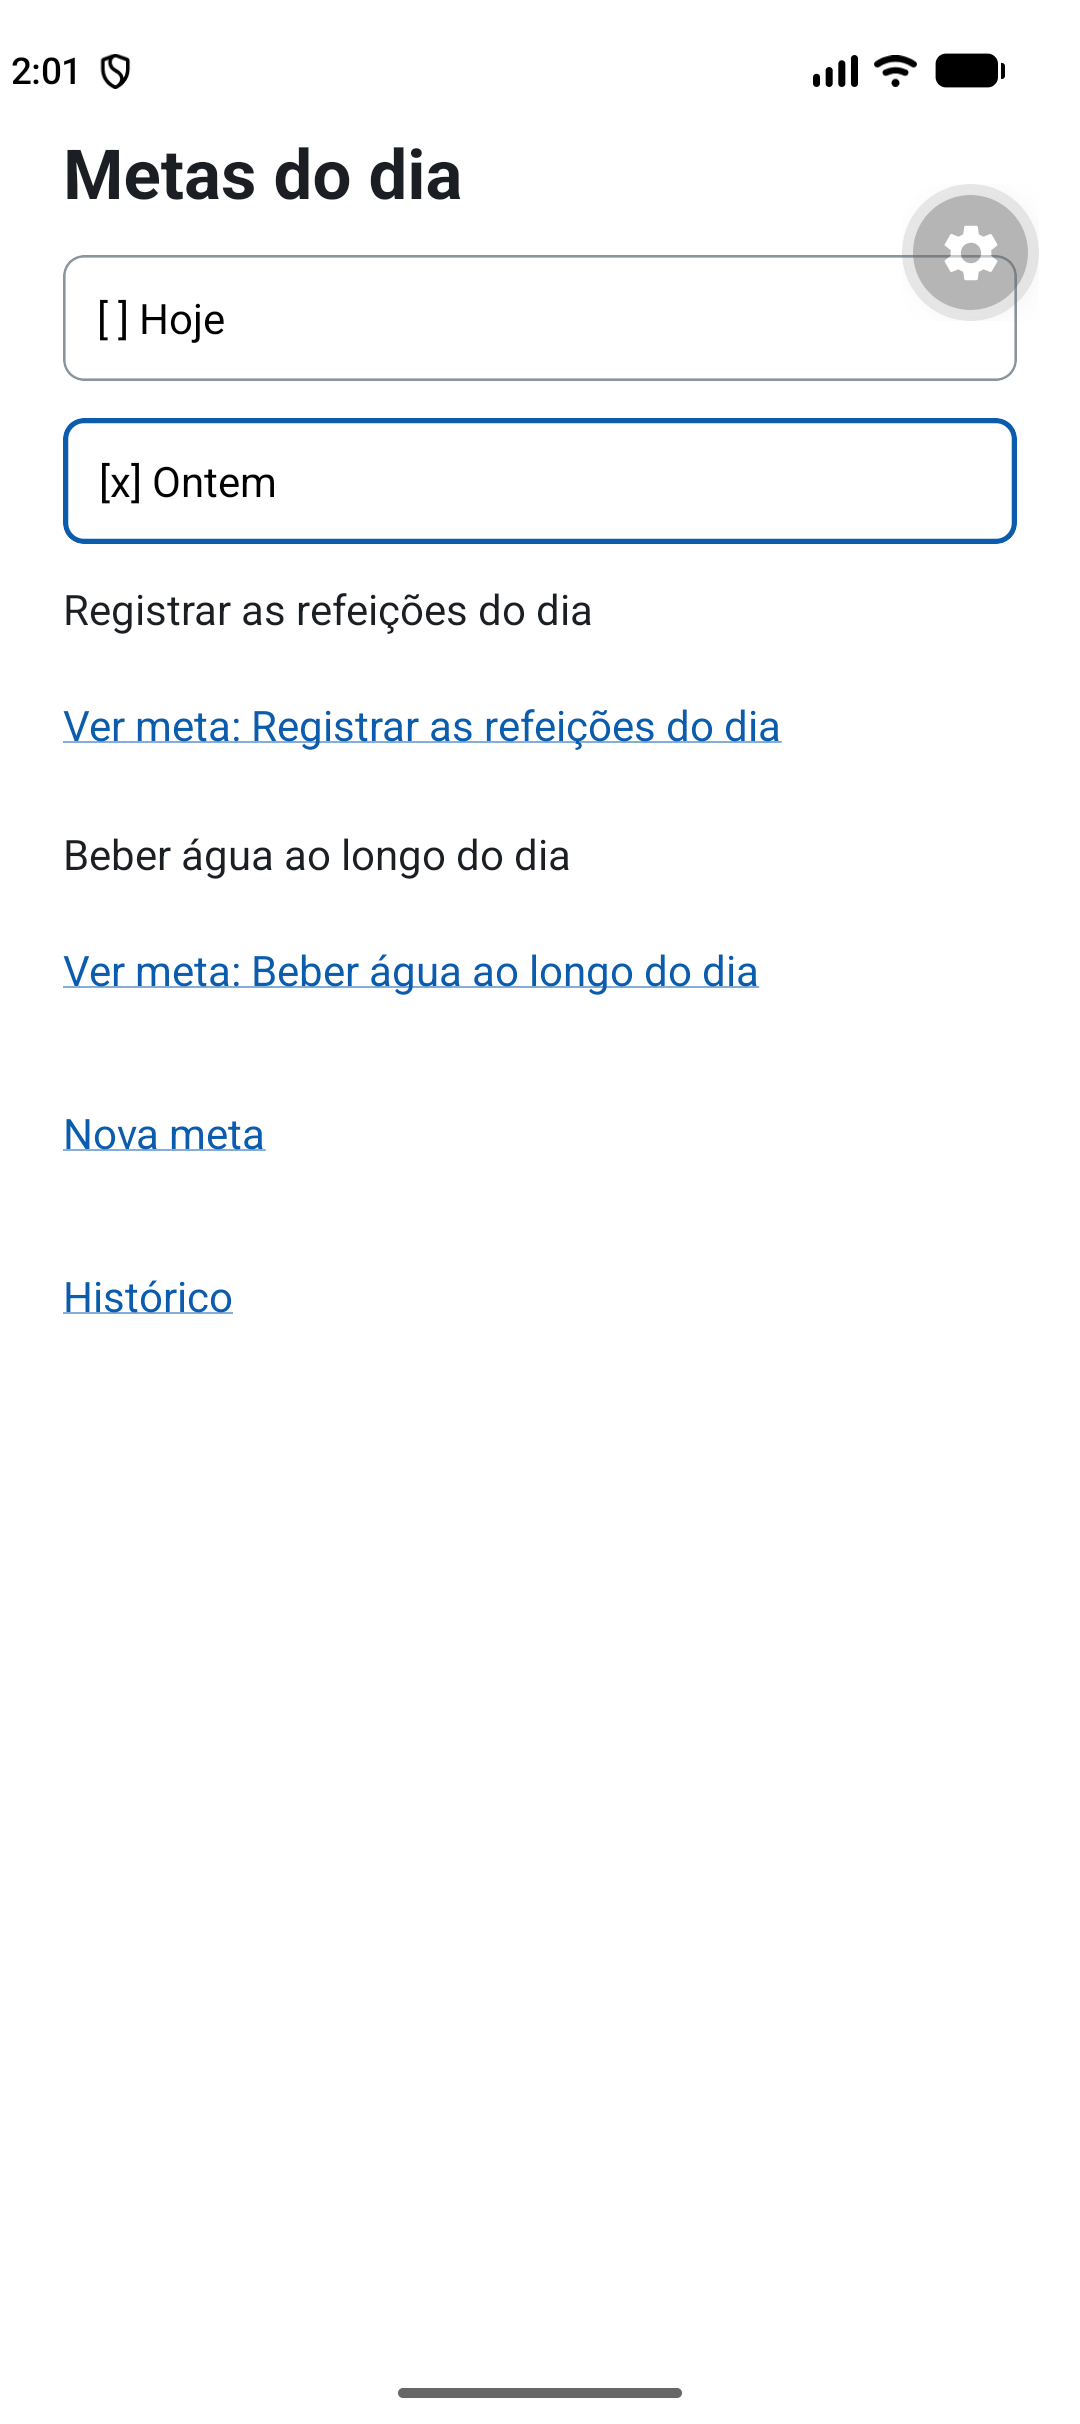 2:01
Metas do dia
[ ] Hoje
[x] Ontem
Registrar as refeições do dia
Ver meta: Registrar as refeições do dia
Beber água ao longo do dia
Ver meta: Beber água ao longo do dia
Nova meta
Histórico